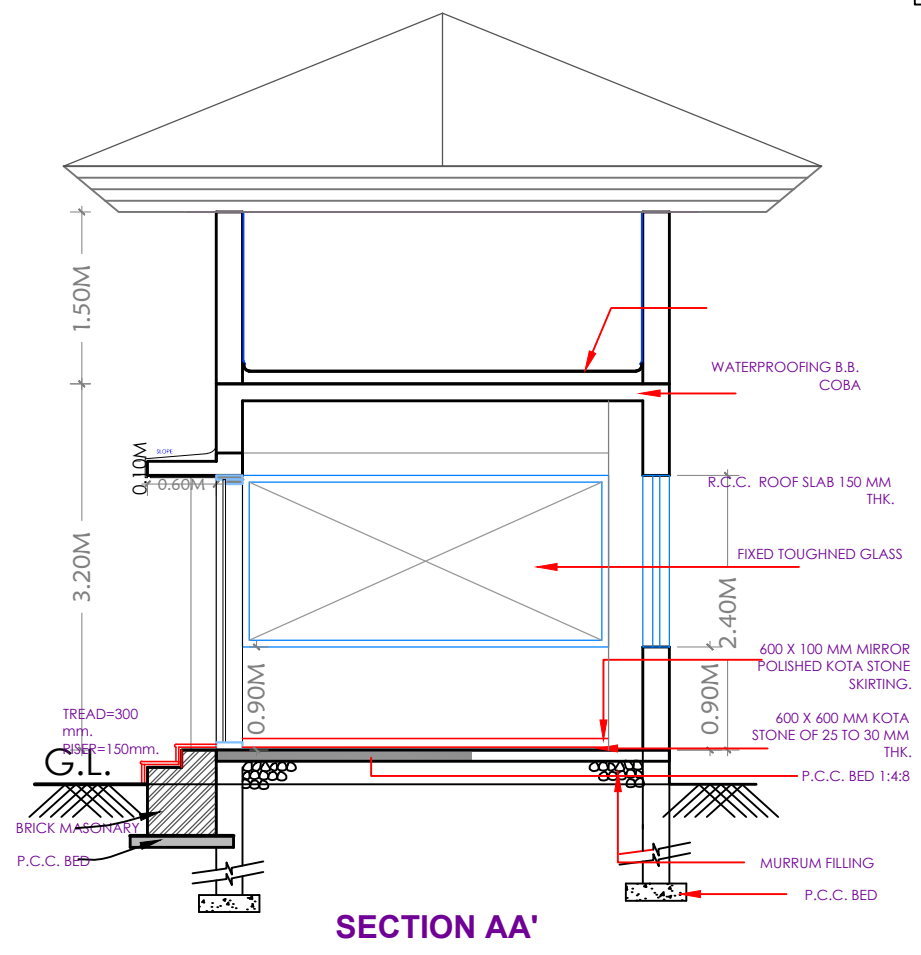 1.50M
WATERPROOFING B.B.
COBA
0.10M
SLOPE
0.60M
R.C.C. ROOF SLAB 150 MM
THK.
FIXED TOUGHNED GLASS
3.20M
2.40M
600 X 100 MM MIRROR
POLISHED KOTA STONE
SKIRTING.
0.90M
0.90M
TREAD=300
mm.
RISER=150mm.
600 X 600 MM KOTA
STONE OF 25 TO 30 MM
THK.
G.L.
P.C.C. BED 1:4:8
BRICK MASONARY
P.C.C. BED
MURRUM FILLING
P.C.C. BED
SECTION AA'